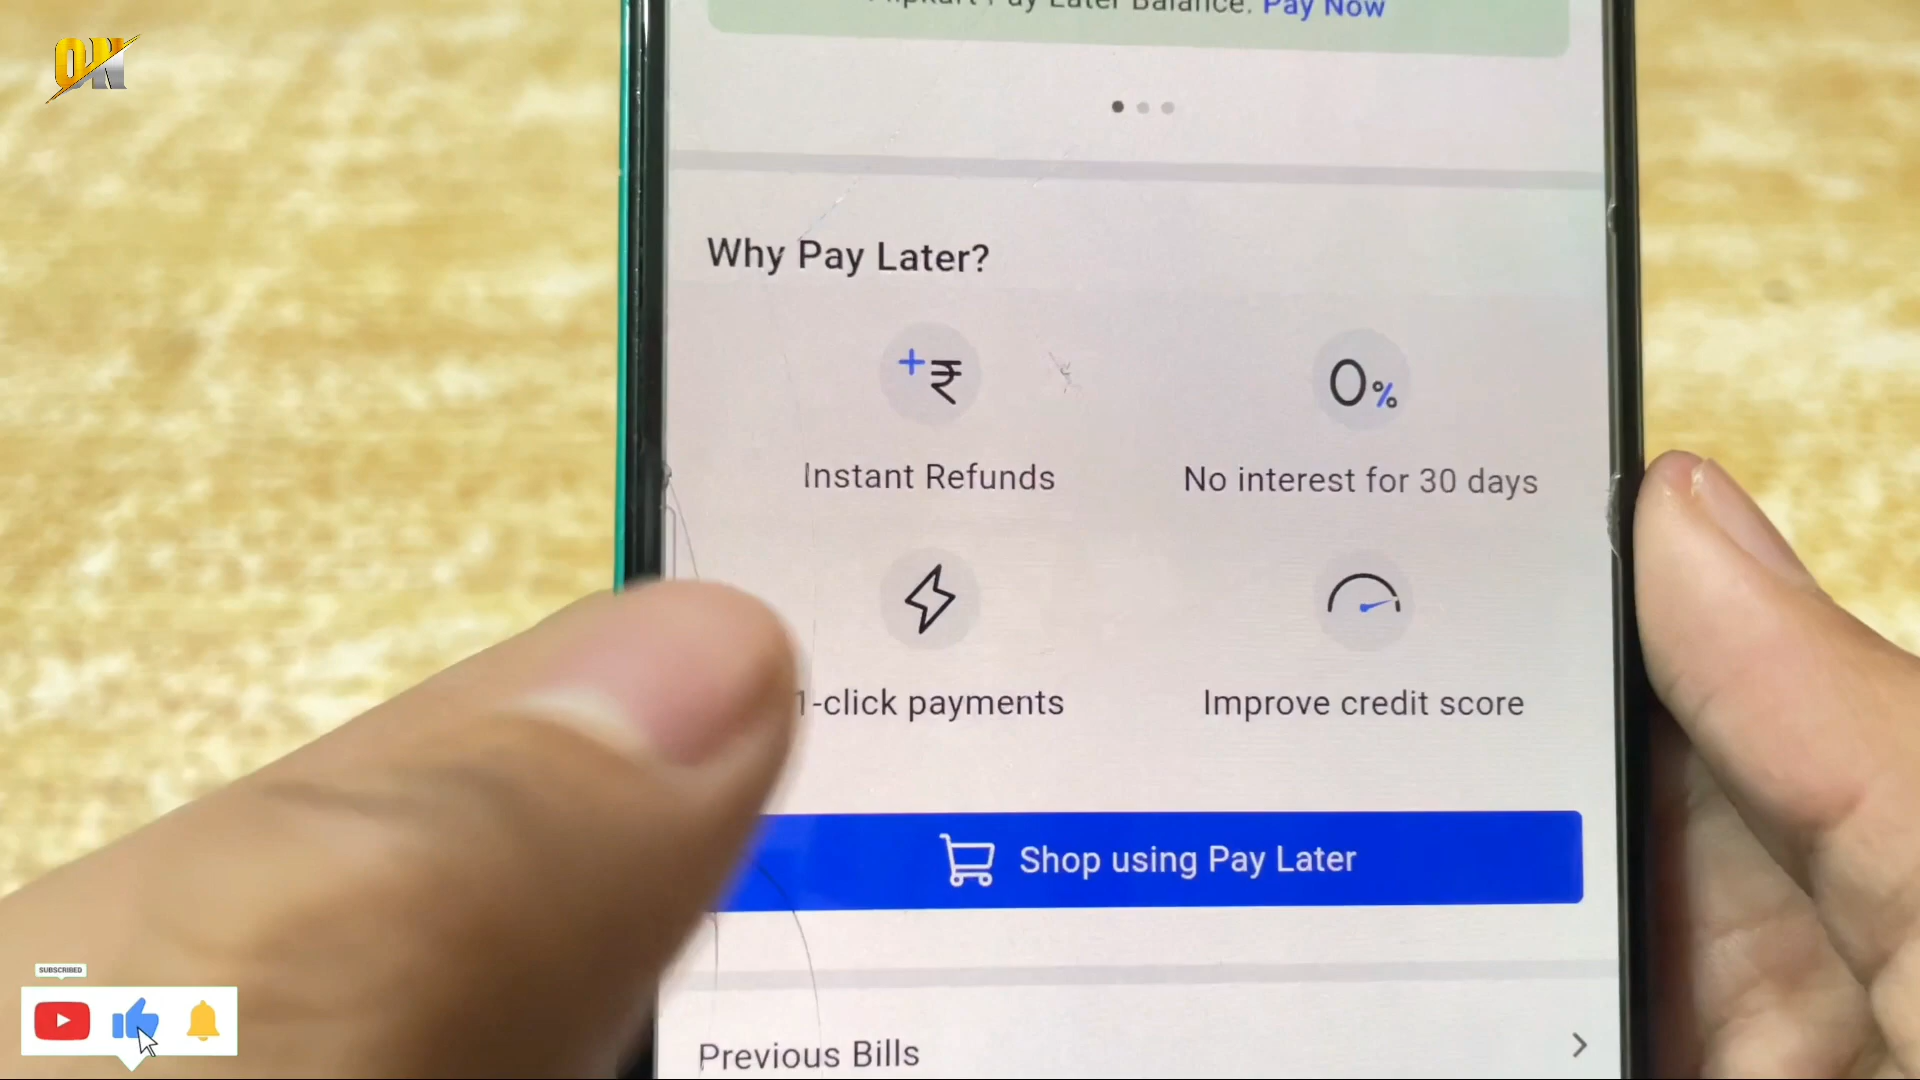 Flipkart Pay Later Balance. Pay Now
Why Pay Later?
+₹
0%
Instant Refunds
No interest for 30 days
1-click payments
Improve credit score
Shop using Pay Later
Previous Bills
SUBSCRIBED